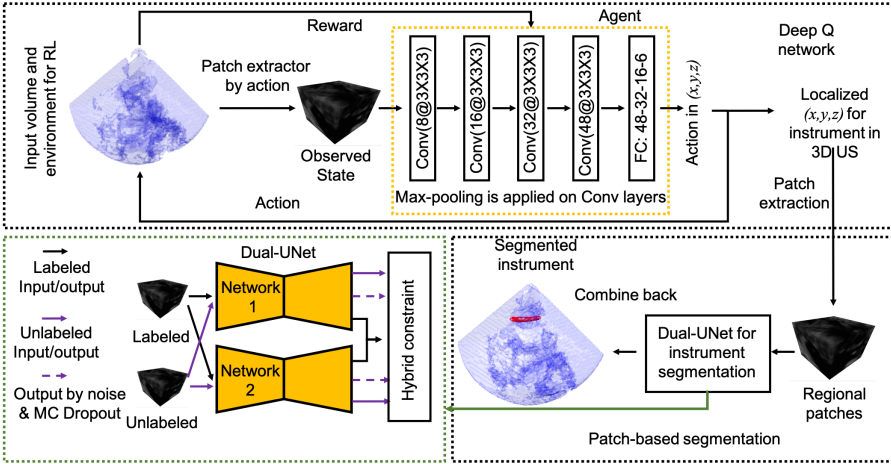 Reward
Agent
Deep Q
network
Input volume and
environment for RL
Patch extractor
by action
Observed
State
Conv(8@3X3X3)
Conv(16@3X3X3)
Conv(32@3X3X3)
Conv(48@3X3X3)
FC: 48-32-16-6
Action in (x,y,z)
Max-pooling is applied on Conv layers
Action
Localized
(x,y,z) for
instrument in
3D US
Patch
extraction
Labeled
Input/output
Unlabeled
Input/output
Output by noise
& MC Dropout
Dual-UNet
Labeled
Unlabeled
Network
1
Network
2
Hybrid constraint
Segmented
instrument
Combine back
Dual-UNet for
instrument
segmentation
Regional
patches
Patch-based segmentation